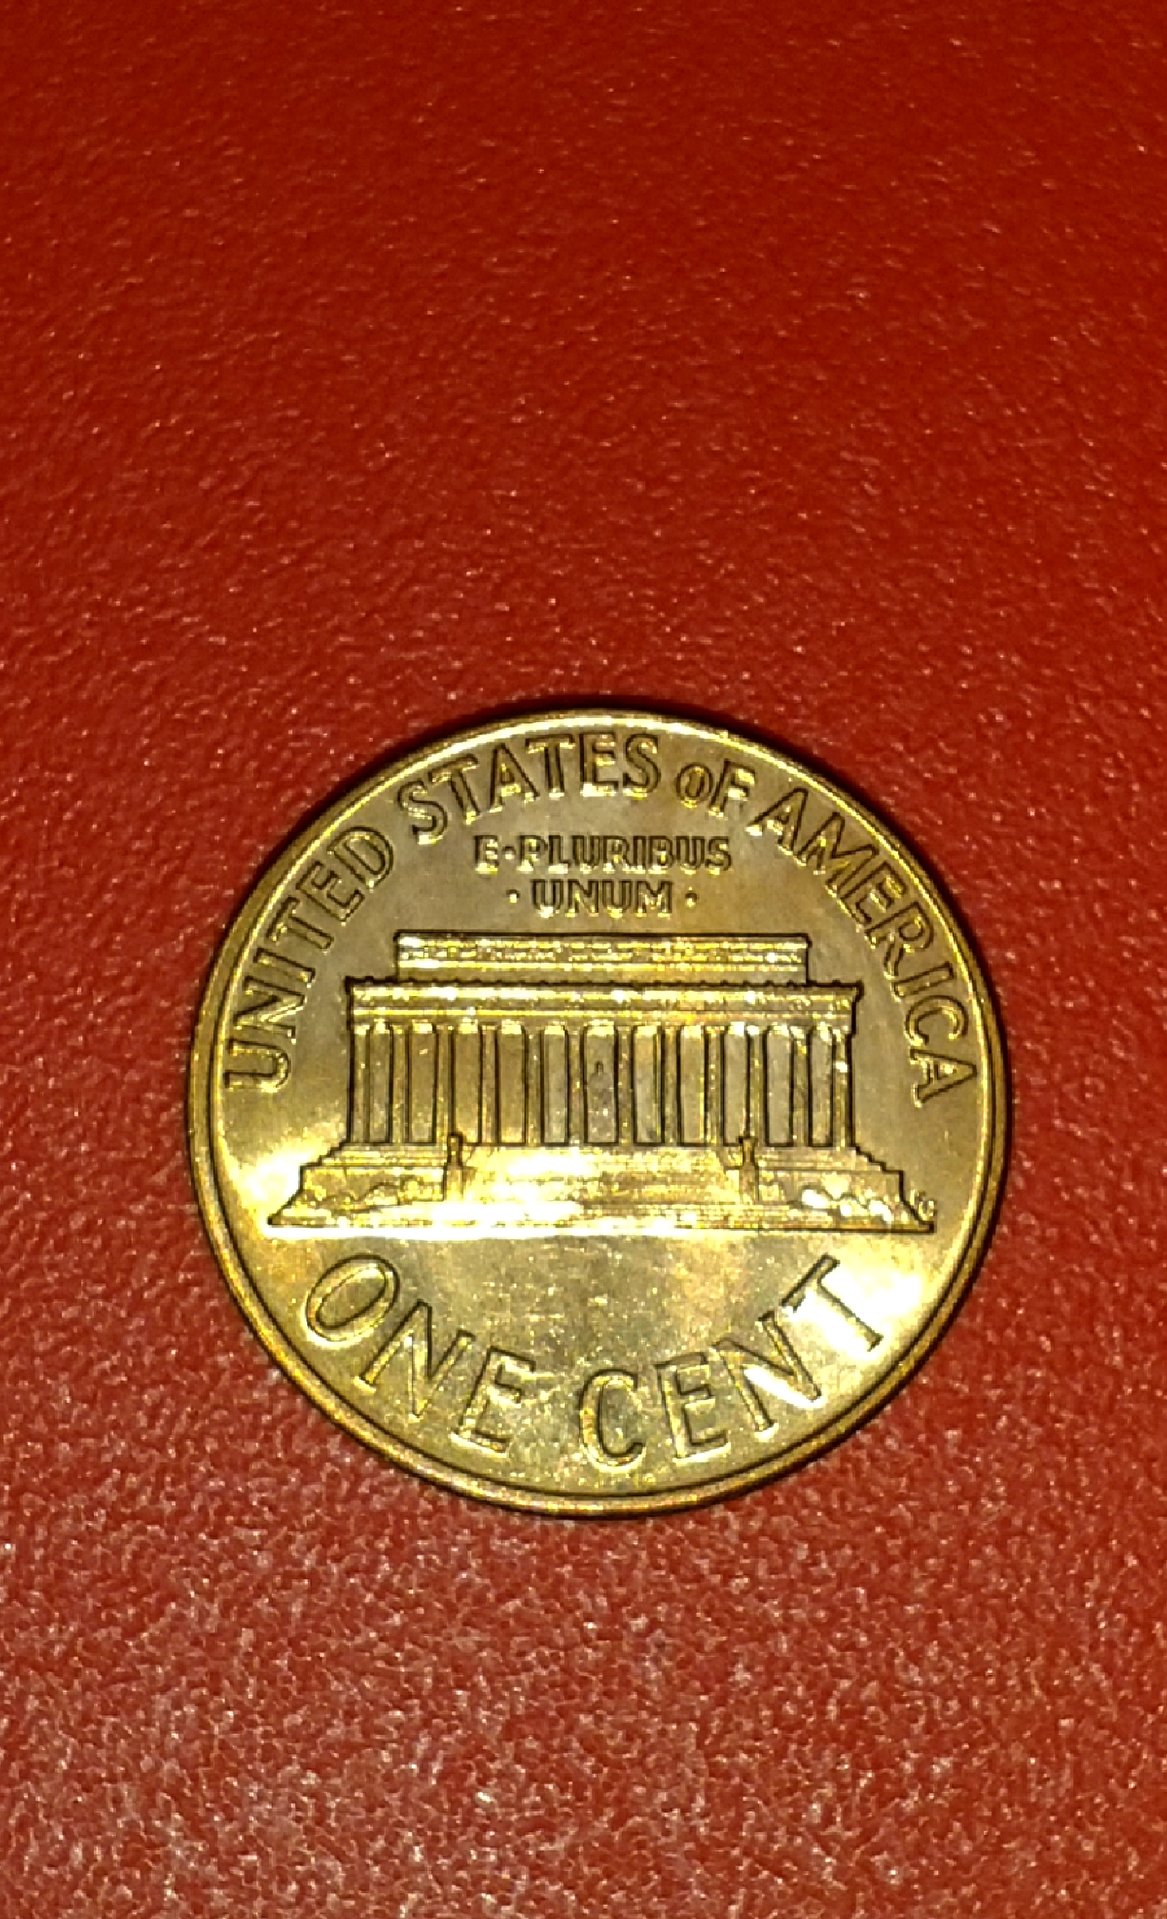 UNITED STATES OF AMERICA
E·PLURIBUS
·UNUM·
ONE CENT